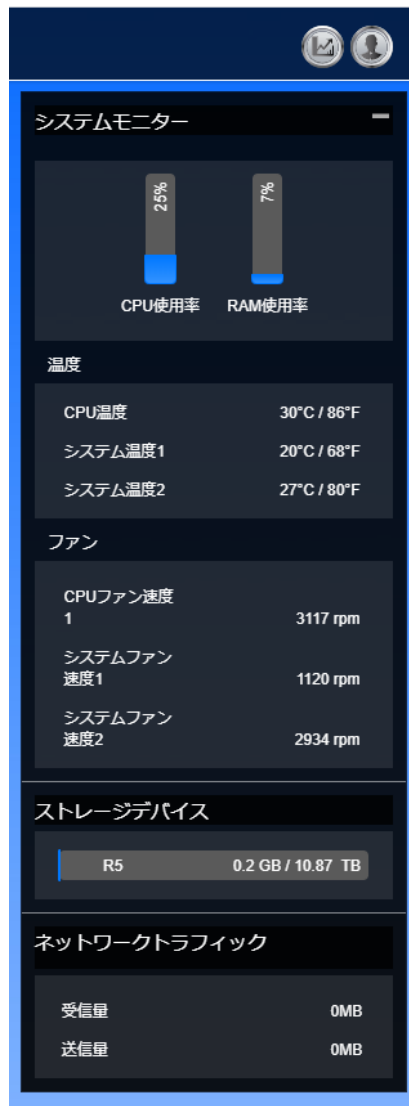 システムモニター
25%
7%
CPU使用率 RAM使用率
温度
CPU温度 30°C / 86°F
システム温度1 20°C / 68°F
システム温度2 27°C / 80°F
ファン
CPUファン速度
1 3117 rpm
システムファン
速度1 1120 rpm
システムファン
速度2 2934 rpm
ストレージデバイス
R5 0.2 GB / 10.87 TB
ネットワークトラフィック
受信量 0MB
送信量 0MB